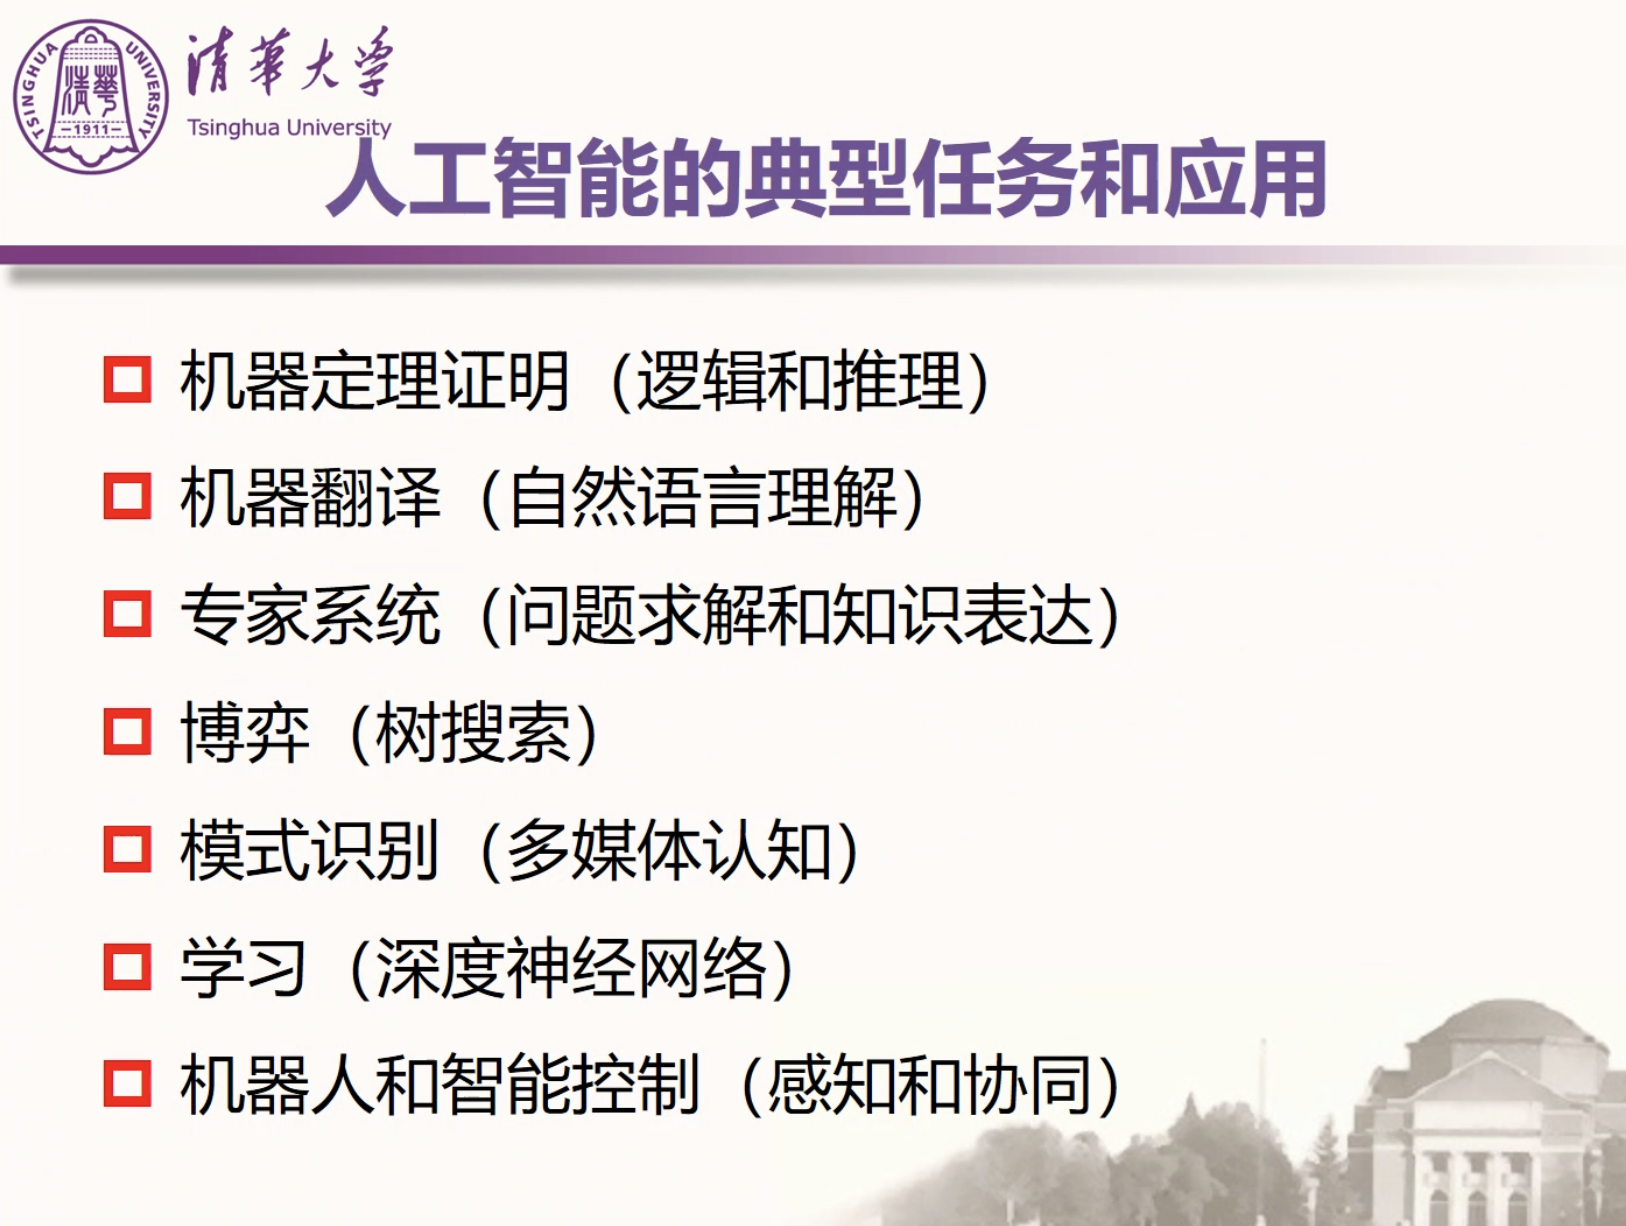 TSINGHUA UNIVERSITY
清華
–1911–
清華大学
Tsinghua University
人工智能的典型任务和应用
机器定理证明（逻辑和推理）
机器翻译（自然语言理解）
专家系统（问题求解和知识表达）
博弈（树搜索）
模式识别（多媒体认知）
学习（深度神经网络）
机器人和智能控制（感知和协同）